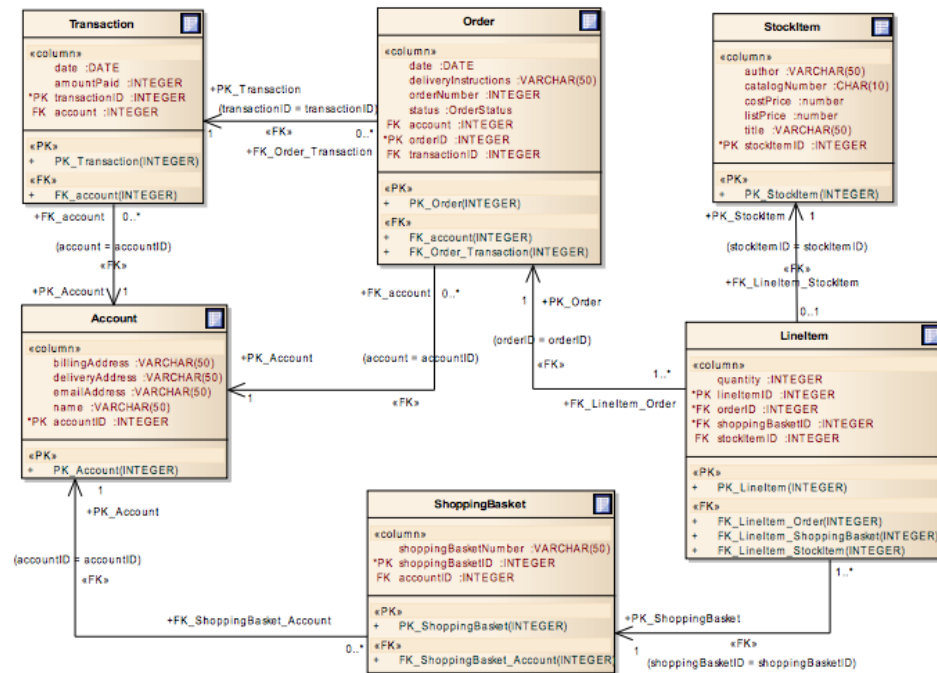 Transaction
«column»
date :DATE
amountPaid :INTEGER
*PK transactionID :INTEGER
FK account :INTEGER
«PK»
+ PK_Transaction(INTEGER)
«FK»
+ FK_account(INTEGER)
+PK_Transaction
(transactionID = transactionID)
1
«FK»
0..*
+FK_Order_Transaction
Order
«column»
date :DATE
deliveryInstructions :VARCHAR(50)
orderNumber :INTEGER
status :OrderStatus
FK account :INTEGER
*PK orderID :INTEGER
FK transactionID :INTEGER
«PK»
+ PK_Order(INTEGER)
«FK»
+ FK_account(INTEGER)
+ FK_Order_Transaction(INTEGER)
StockItem
«column»
author :VARCHAR(50)
catalogNumber :CHAR(10)
costPrice :number
listPrice :number
title :VARCHAR(50)
*PK stockItemID :INTEGER
«PK»
+ PK_StockItem(INTEGER)
+FK_account 0..*
(account = accountID)
«FK»
+PK_Account 1
+FK_account 0..*
+PK_Account
(account = accountID)
1
«FK»
1 +PK_Order
(orderID = orderID)
«FK»
1..*
+FK_LineItem_Order
+PK_StockItem 1
(stockItemID = stockItemID)
«FK»
+FK_LineItem_StockItem
0..1
Account
«column»
billingAddress :VARCHAR(50)
deliveryAddress :VARCHAR(50)
emailAddress :VARCHAR(50)
name :VARCHAR(50)
*PK accountID :INTEGER
«PK»
+ PK_Account(INTEGER)
LineItem
«column»
quantity :INTEGER
*PK lineItemID :INTEGER
*FK orderID :INTEGER
*FK shoppingBasketID :INTEGER
FK stockItemID :INTEGER
«PK»
+ PK_LineItem(INTEGER)
«FK»
+ FK_LineItem_Order(INTEGER)
+ FK_LineItem_ShoppingBasket(INTEGER)
+ FK_LineItem_StockItem(INTEGER)
1
+PK_Account
(accountID = accountID)
«FK»
+FK_ShoppingBasket_Account
0..*
ShoppingBasket
«column»
shoppingBasketNumber :VARCHAR(50)
*PK shoppingBasketID :INTEGER
FK accountID :INTEGER
«PK»
+ PK_ShoppingBasket(INTEGER)
«FK»
+ FK_ShoppingBasket_Account(INTEGER)
1..*
+PK_ShoppingBasket
1
«FK»
(shoppingBasketID = shoppingBasketID)